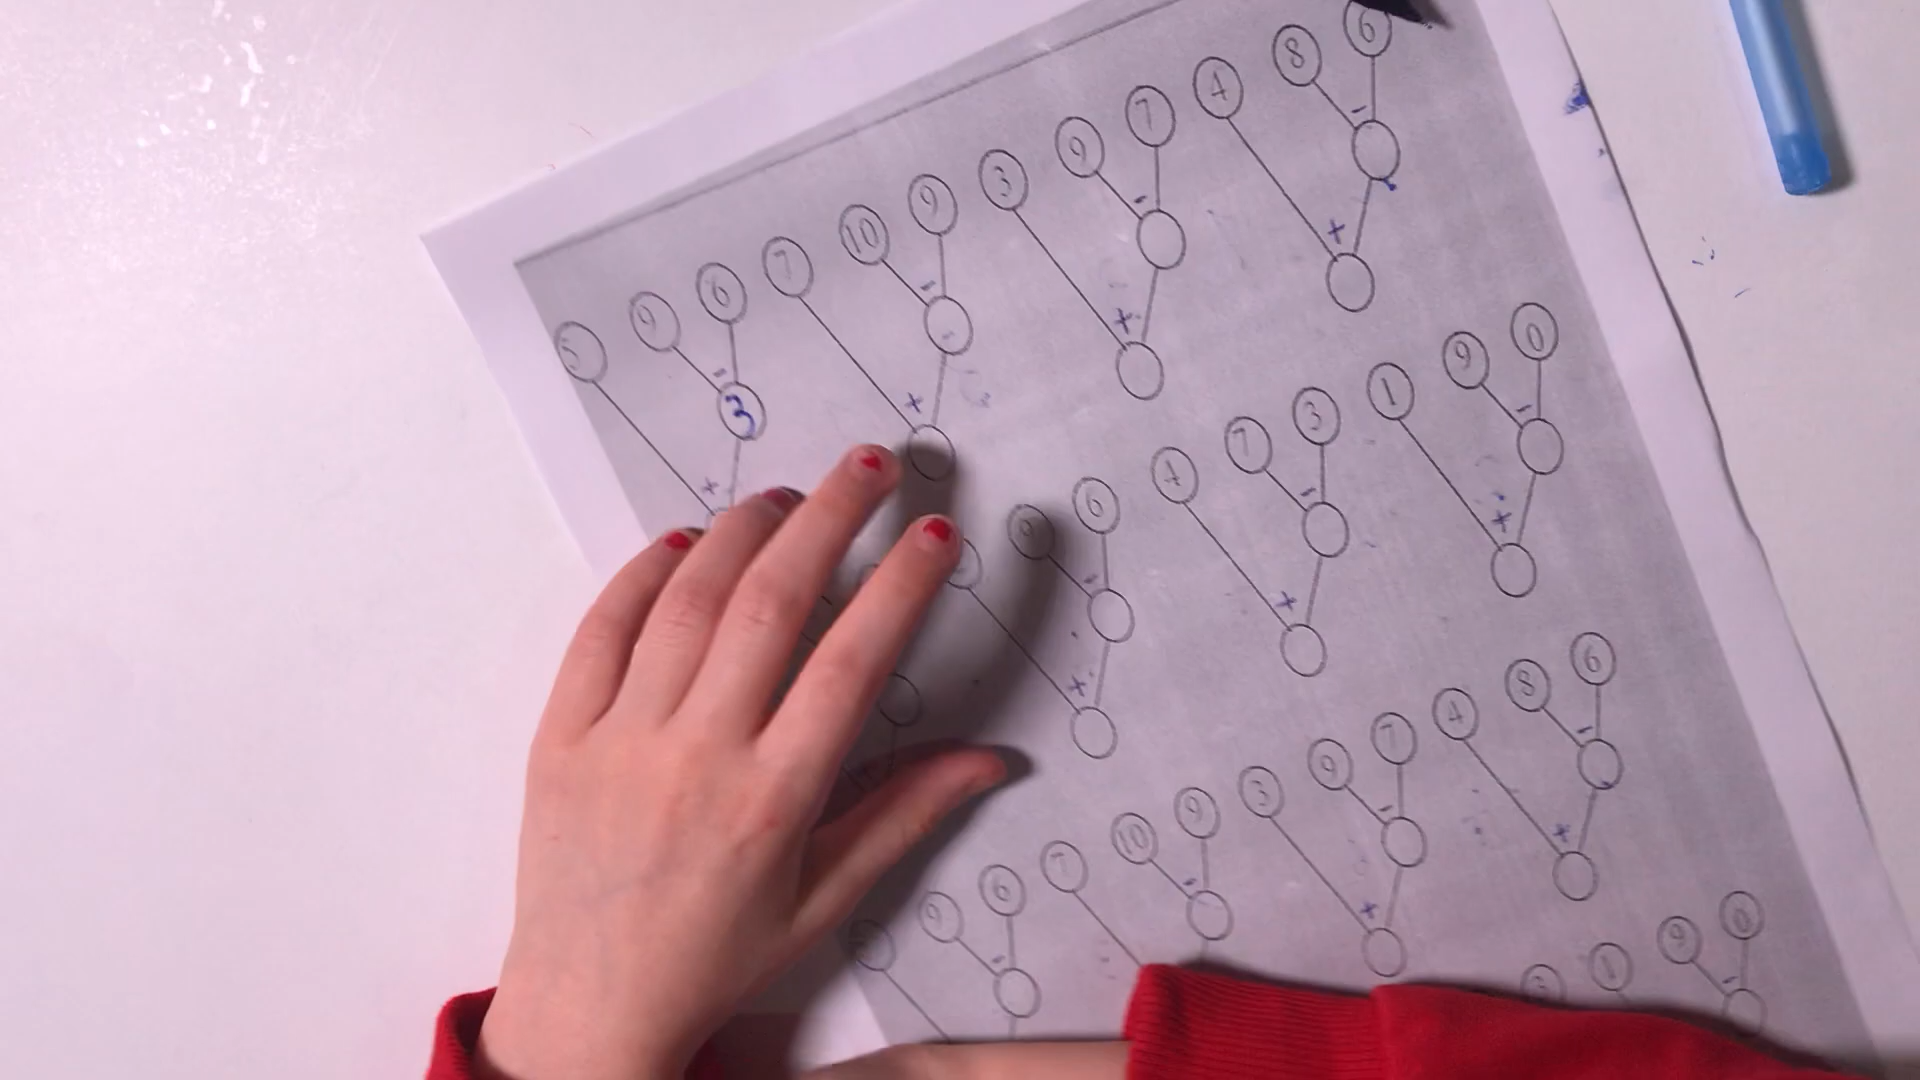 5 9 6 7 10 9 3 9 7 4 8 6
- - - -
3
+ + + +
6 4 7 3 1 9 0
- - -
+ + +
9 6 7 10 9 3 9 7 4 8 6
- - - -
+ +
1 9 0
-